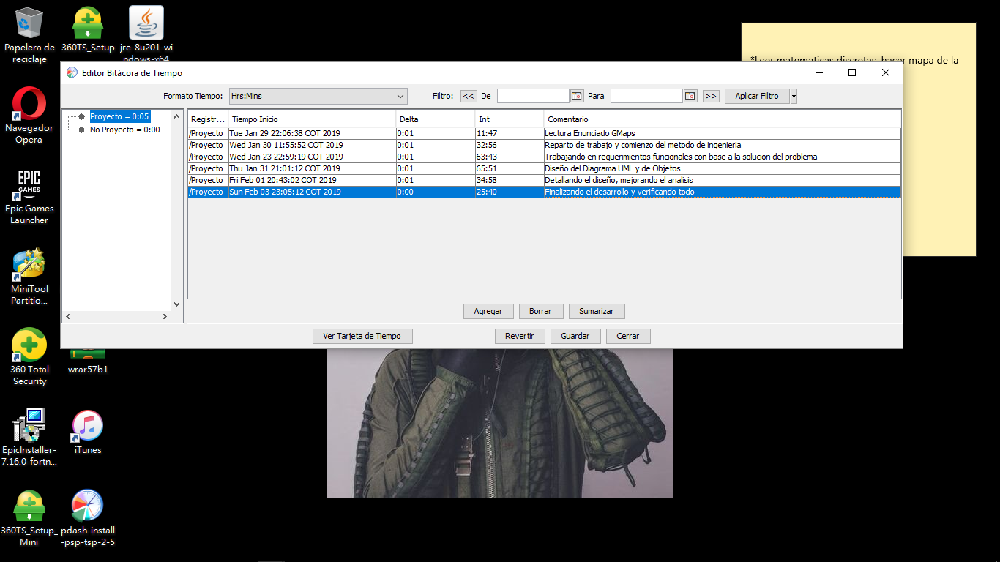 Papelera de
reciclaje
360TS_Setup
jre-8u201-wi
ndows-x64
*Leer matematicas discretas, hacer mapa de la
Editor Bitácora de Tiempo
Formato Tiempo: Hrs:Mins Filtro: << De Para >> Aplicar Filtro
Proyecto = 0:05
No Proyecto = 0:00
Registr... Tiempo Inicio Delta Int Comentario
/Proyecto Tue Jan 29 22:06:38 COT 2019 0:01 11:47 Lectura Enunciado GMaps
/Proyecto Wed Jan 30 11:55:52 COT 2019 0:01 32:56 Reparto de trabajo y comienzo del metodo de ingenieria
/Proyecto Wed Jan 23 22:59:19 COT 2019 0:01 63:43 Trabajando en requerimientos funcionales con base a la solucion del problema
/Proyecto Thu Jan 31 21:01:12 COT 2019 0:01 65:51 Diseño del Diagrama UML y de Objetos
/Proyecto Fri Feb 01 20:43:02 COT 2019 0:01 34:58 Detallando el diseño, mejorando el analisis
/Proyecto Sun Feb 03 23:05:12 COT 2019 0:00 25:40 Finalizando el desarrollo y verificando todo
Agregar Borrar Sumarizar
Ver Tarjeta de Tiempo Revertir Guardar Cerrar
Navegador
Opera
EPIC
GAMES
Epic Games
Launcher
MiniTool
Partitio...
360 Total
Security
wrar57b1
EpicInstaller-
7.16.0-fortn...
iTunes
360TS_Setup_
Mini
pdash-install
-psp-tsp-2-5